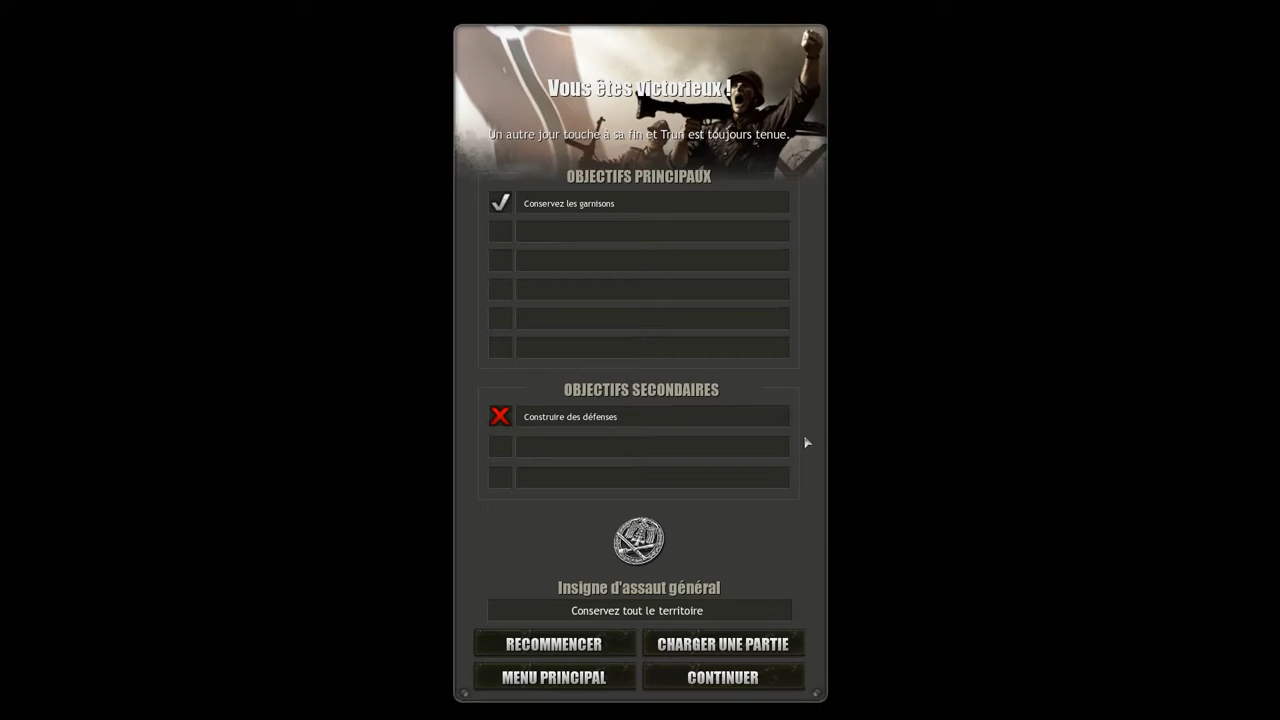 Vous êtes victorieux !
Un autre jour touche à sa fin et Trun est toujours tenue.
OBJECTIFS PRINCIPAUX
Conservez les garnisons
OBJECTIFS SECONDAIRES
Construire des défenses
Insigne d'assaut général
Conservez tout le territoire
RECOMMENCER
CHARGER UNE PARTIE
MENU PRINCIPAL
CONTINUER